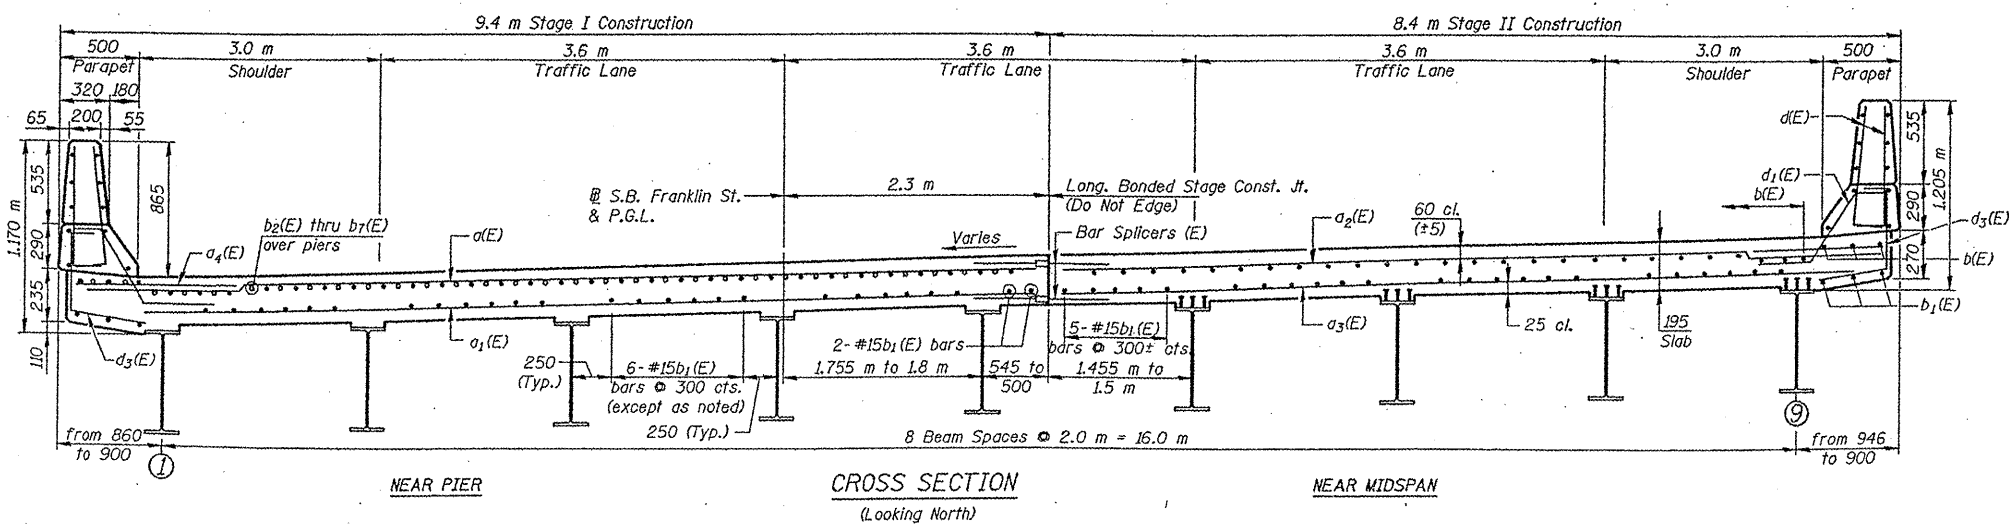 9.4 m Stage I Construction
8.4 m Stage II Construction
500
Parapet
3.0 m
Shoulder
3.6 m
Traffic Lane
3.6 m
Traffic Lane
3.6 m
Traffic Lane
3.0 m
Shoulder
500
Parapet
320
180
65
200
55
1.170 m
535
290
235
110
865
a4(E)
b2(E) thru b7(E)
over piers
a(E)
S.B. Franklin St.
& P.G.L.
2.3 m
Varies
Long. Bonded Stage Const. Jt.
(Do Not Edge)
Bar Splicers (E)
a2(E)
60 cl.
(±5)
d(E)
d1(E)
b(E)
535
290
270
1.205 m
d3(E)
b(E)
b1(E)
d3(E)
a1(E)
250
(Typ.)
6- #15b1(E)
bars @ 300 cts.
(except as noted)
250 (Typ.)
2- #15b1(E) bars
1.755 m to 1.8 m
545 to
500
5- #15b1(E)
bars @ 300± cts.
1.455 m to
1.5 m
a3(E)
25 cl.
195
Slab
from 860
to 900
1
8 Beam Spaces @ 2.0 m = 16.0 m
9
from 946
to 900
NEAR PIER
CROSS SECTION
(Looking North)
NEAR MIDSPAN